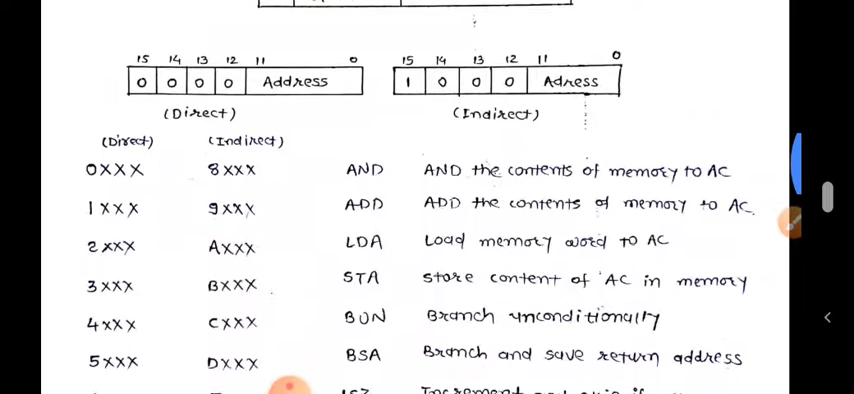 15 14 13 12 11 0 15 14 13 12 11 0
0 0 0 0 Address 1 0 0 0 Adress
(Direct) (Indirect)
(Direct) (Indirect)
0XXX 8XXX AND AND the contents of memory to AC
1XXX 9XXX ADD ADD the contents of memory to AC.
2XXX AXXX LDA Load memory word to AC
3XXX BXXX STA Store content of AC in memory
4XXX CXXX BUN Branch unconditionally
5XXX DXXX BSA Branch and save return address